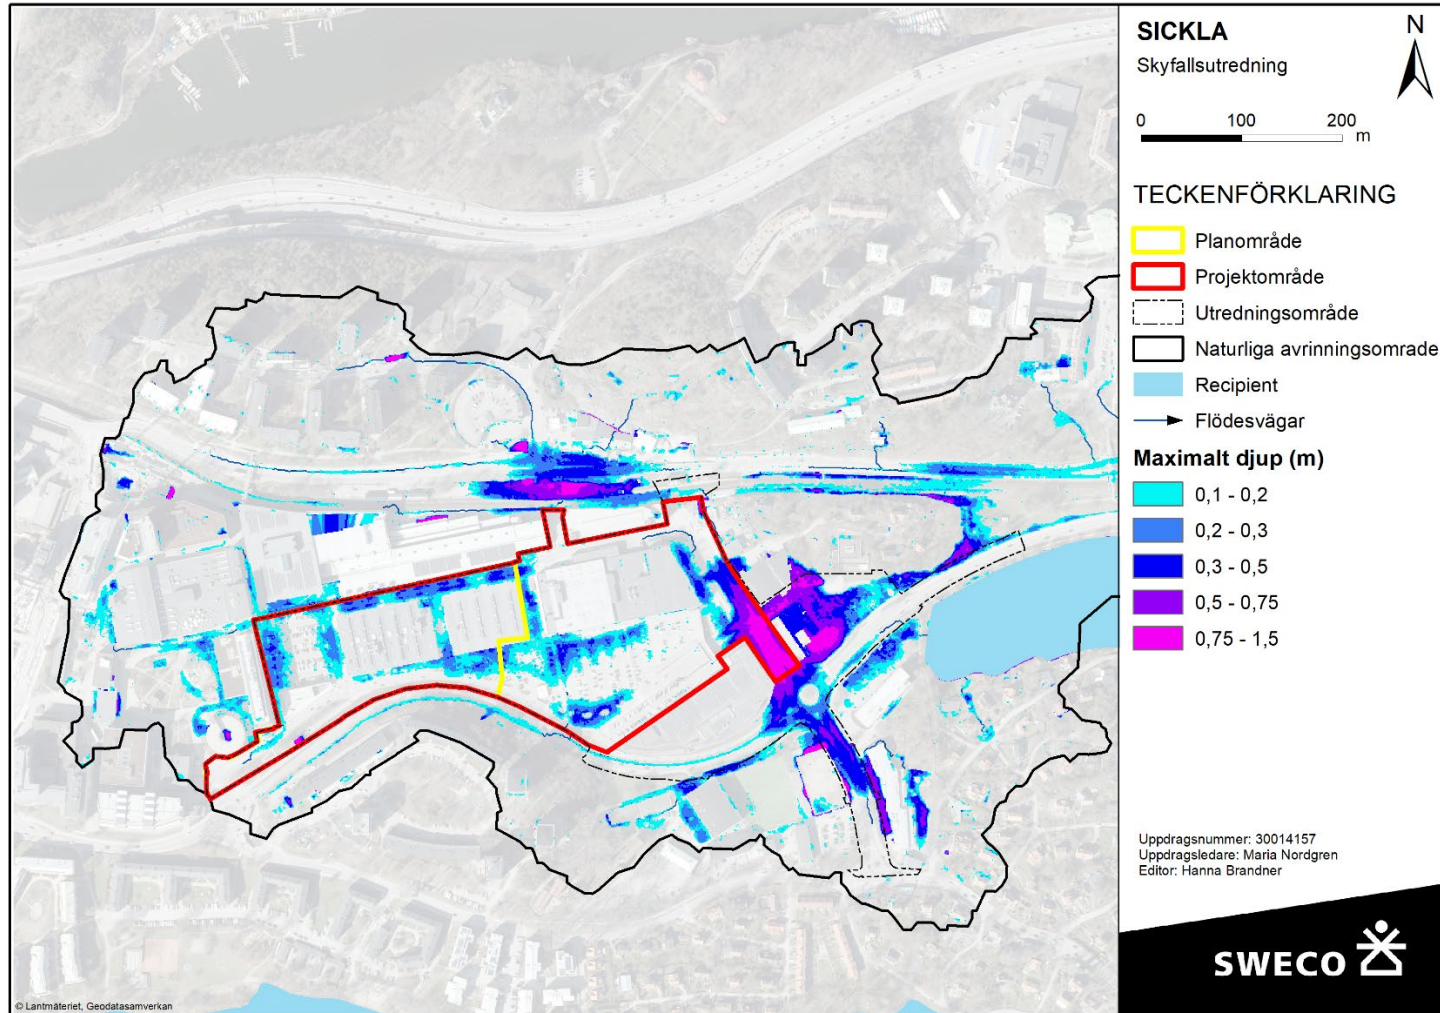 SICKLA
Skyfallsutredning
N
0 100 200
m
TECKENFÖRKLARING
Planområde
Projektområde
Utredningsområde
Naturliga avrinningsområde
Recipient
Flödesvägar
Maximalt djup (m)
0,1 - 0,2
0,2 - 0,3
0,3 - 0,5
0,5 - 0,75
0,75 - 1,5
Uppdragsnummer: 30014157
Uppdragsledare: Maria Nordgren
Editor: Hanna Brandner
SWECO
© Lantmäteriet, Geodatasamverkan